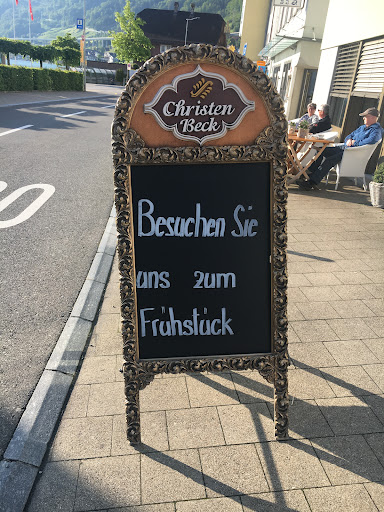 Christen
Beck
Besuchen Sie
uns zum
Frühstück